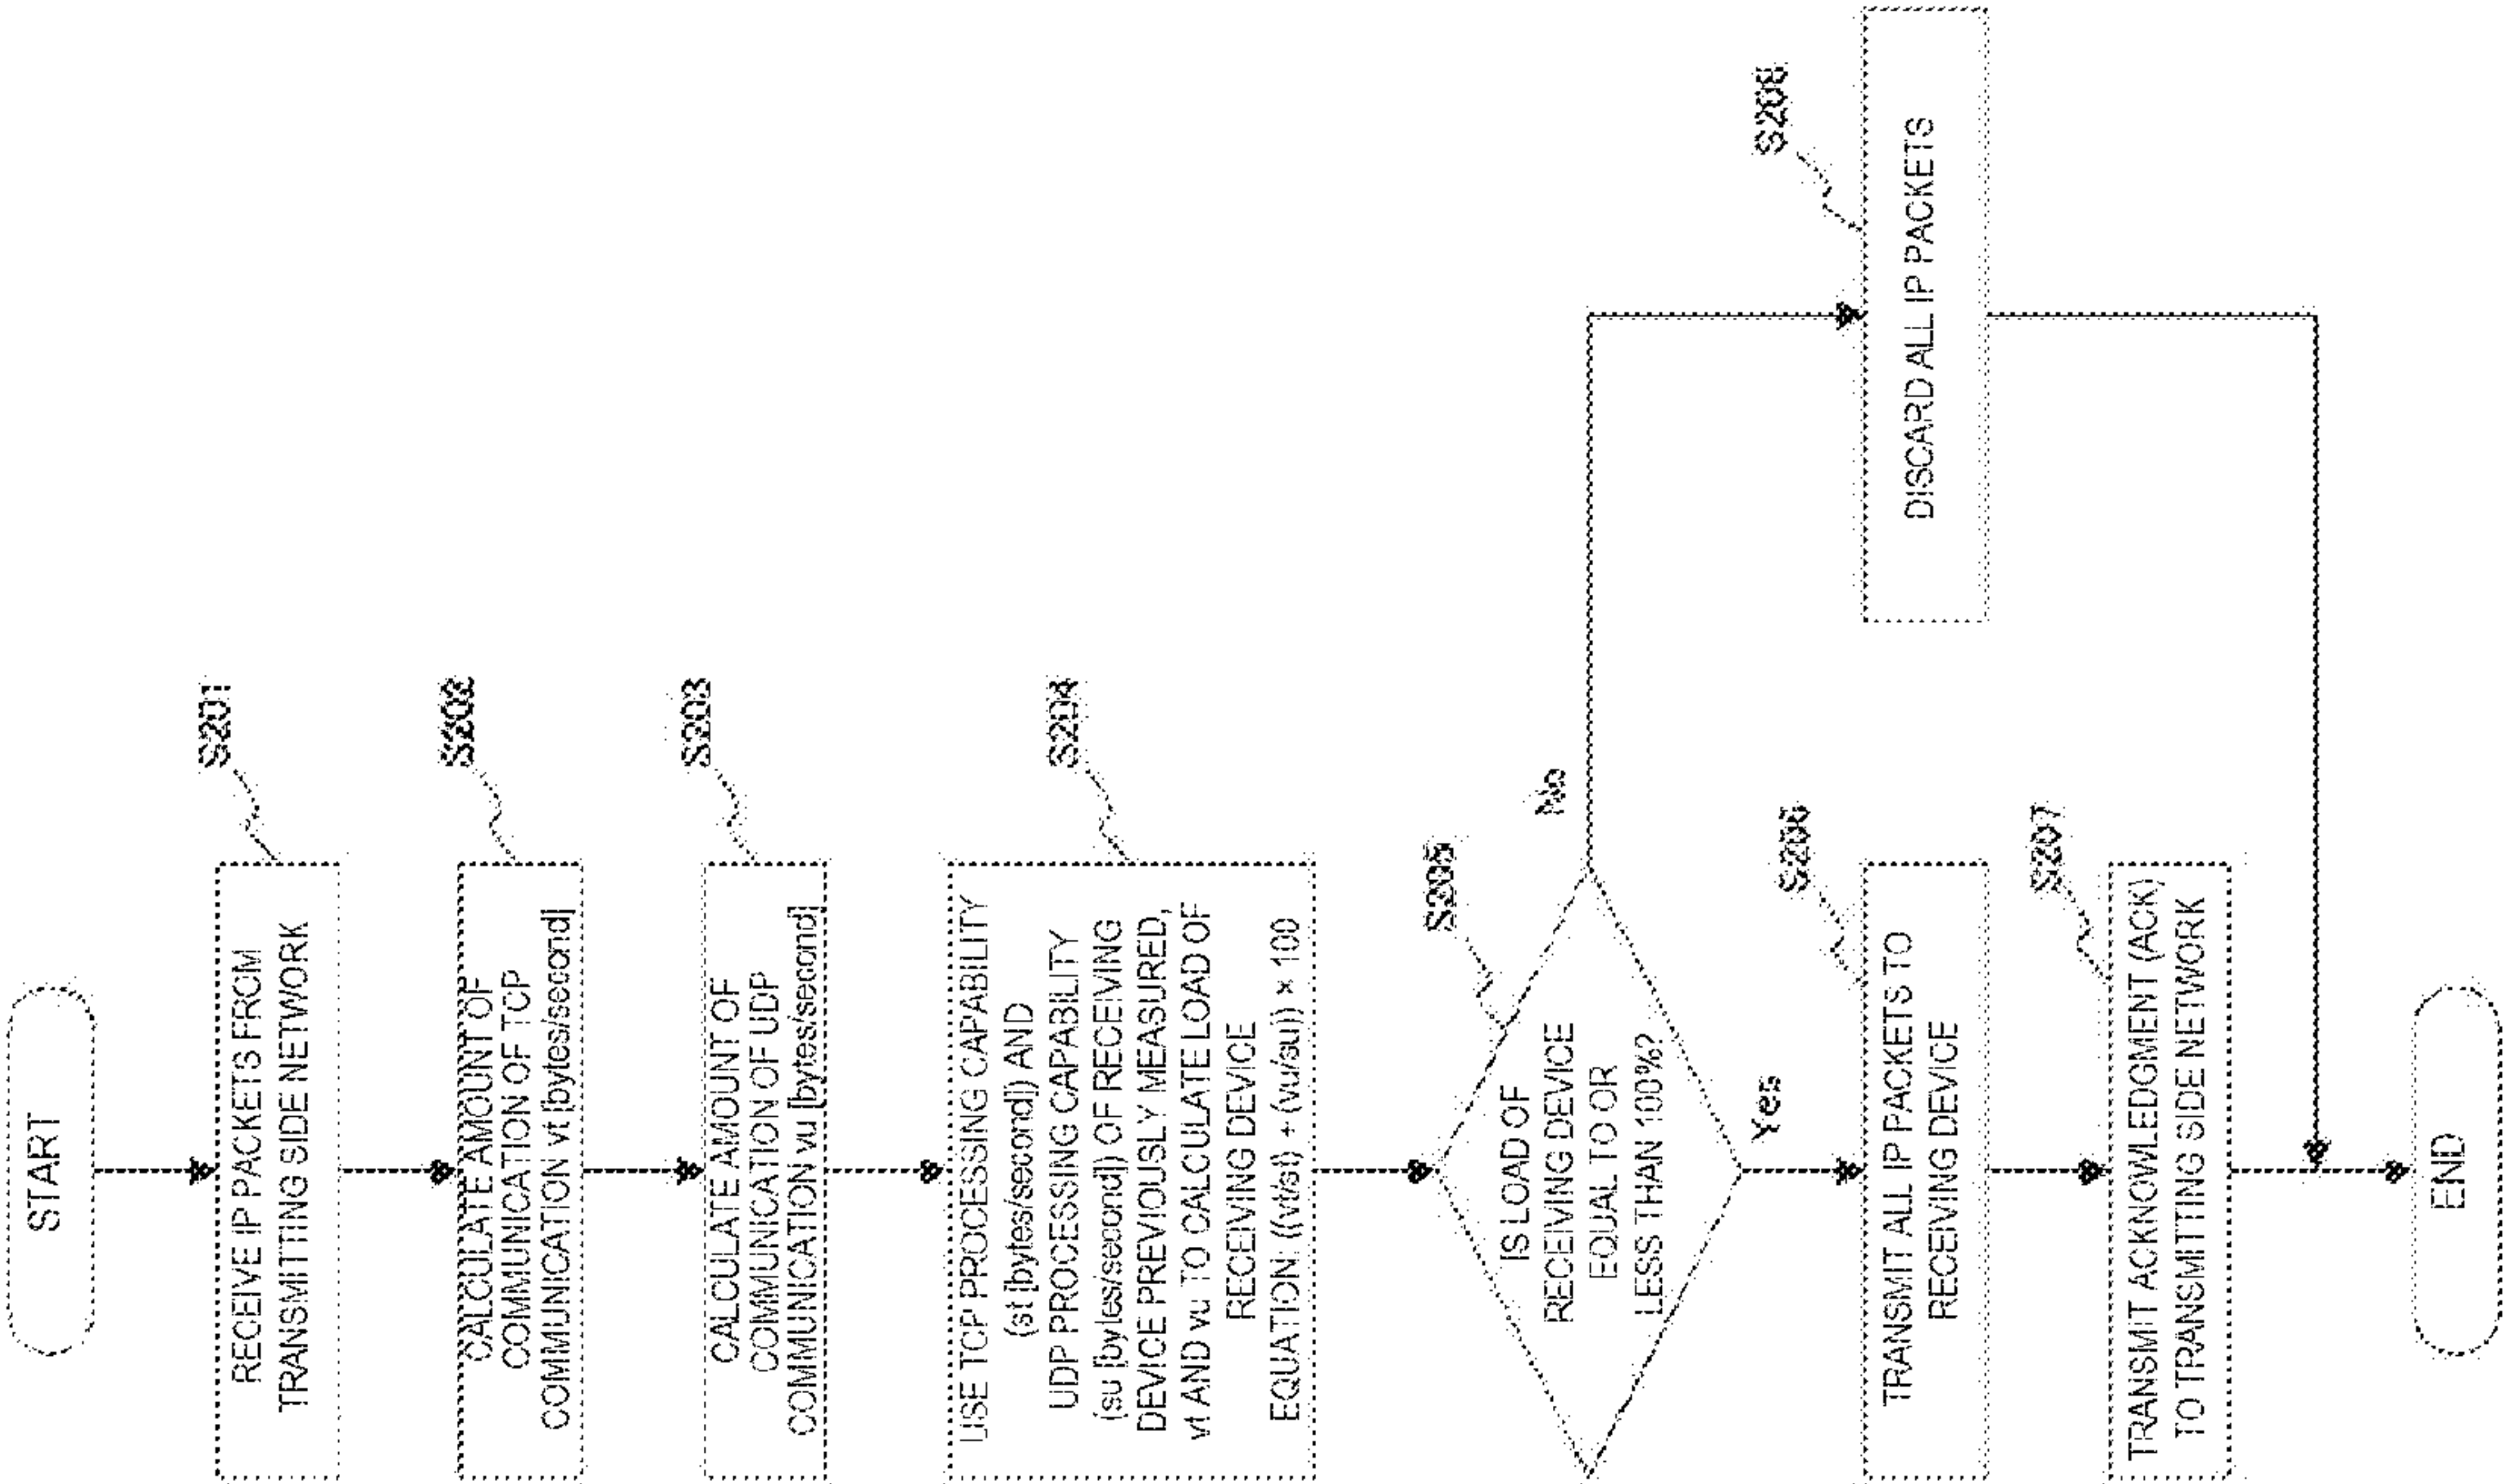 START
S201
RECEIVE IP PACKETS FROM
TRANSMITTING SIDE NETWORK
S202
CALCULATE AMOUNT OF
COMMUNICATION OF TCP
COMMUNICATION vt [bytes/second]
S203
CALCULATE AMOUNT OF
COMMUNICATION OF UDP
COMMUNICATION vu [bytes/second]
S204
USE TCP PROCESSING CAPABILITY
(st [bytes/second]) AND
UDP PROCESSING CAPABILITY
(su [bytes/second]) OF RECEIVING
DEVICE PREVIOUSLY MEASURED,
vt AND vu TO CALCULATE LOAD OF
RECEIVING DEVICE
EQUATION: ((vt/st) + (vu/su)) × 100
S205
IS LOAD OF
RECEIVING DEVICE
EQUAL TO OR
LESS THAN 100%?
No
Yes
S206
TRANSMIT ALL IP PACKETS TO
RECEIVING DEVICE
S207
TRANSMIT ACKNOWLEDGMENT (ACK)
TO TRANSMITTING SIDE NETWORK
S208
DISCARD ALL IP PACKETS
END